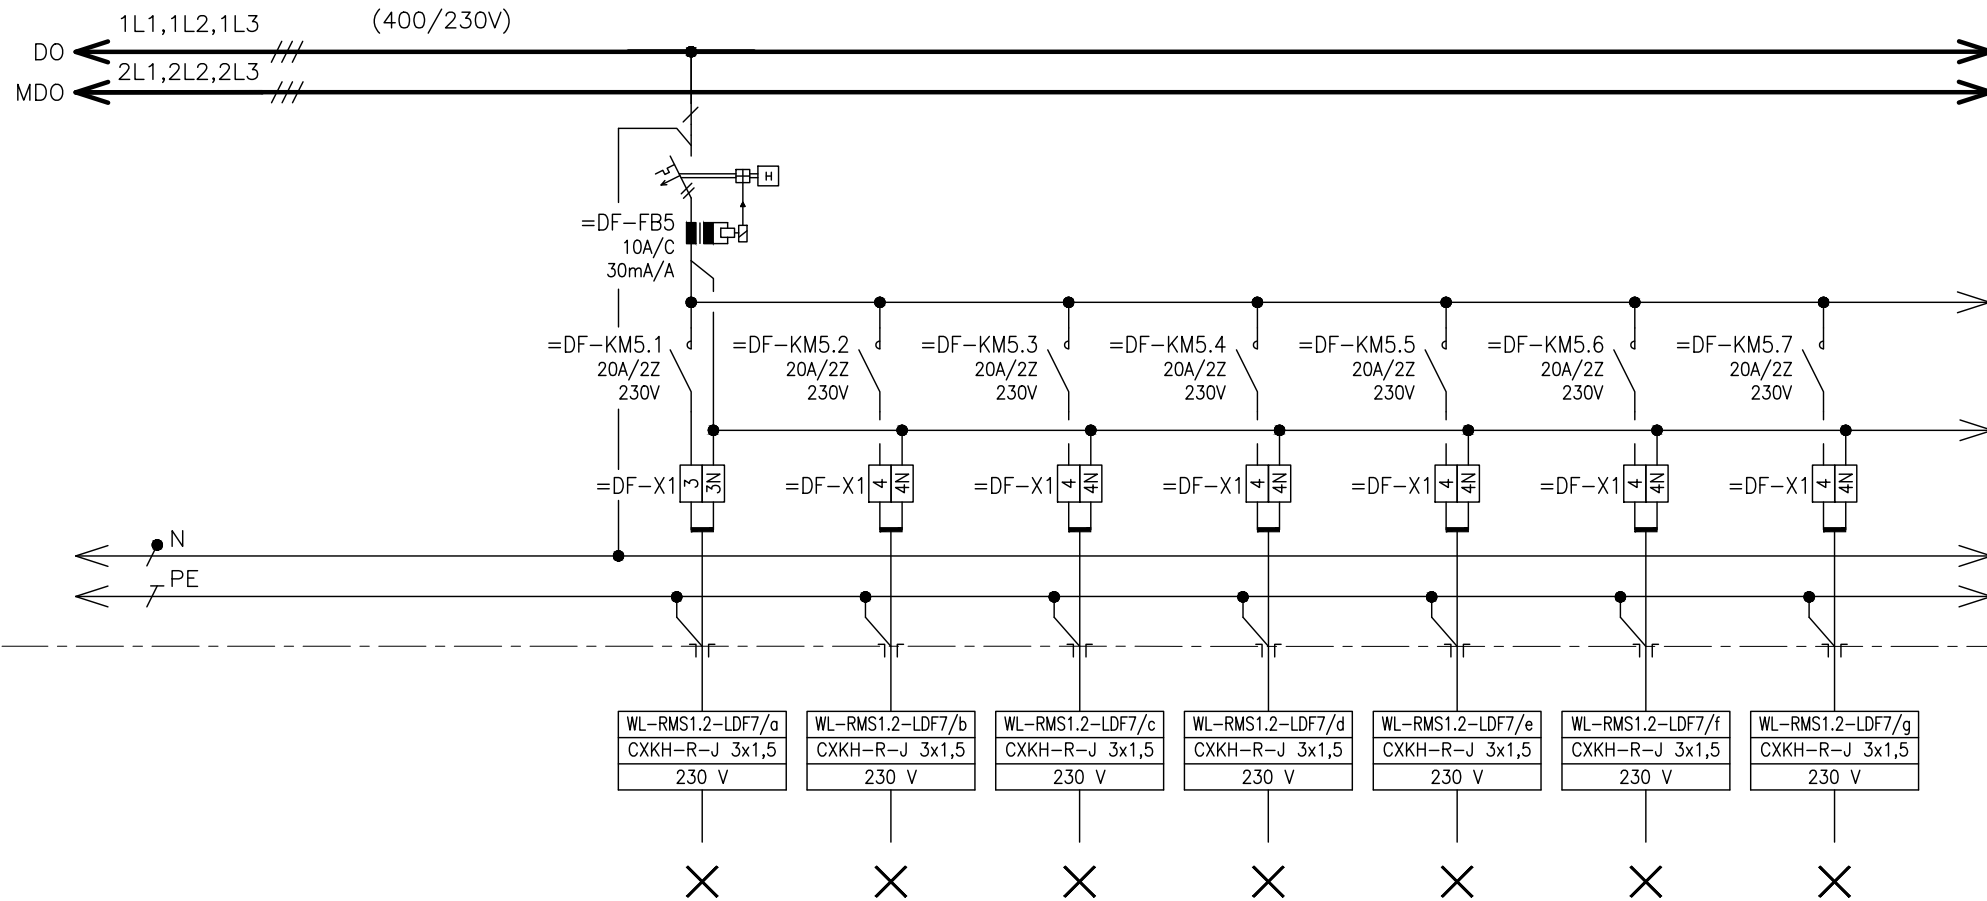 1L1,1L2,1L3 (400/230V)
DO
2L1,2L2,2L3
MDO
H
=DF-FB5
10A/C
30mA/A
=DF-KM5.1 =DF-KM5.2 =DF-KM5.3 =DF-KM5.4 =DF-KM5.5 =DF-KM5.6 =DF-KM5.7
20A/2Z 20A/2Z 20A/2Z 20A/2Z 20A/2Z 20A/2Z 20A/2Z
230V 230V 230V 230V 230V 230V 230V
=DF-X1 3 3N =DF-X1 4 4N =DF-X1 4 4N =DF-X1 4 4N =DF-X1 4 4N =DF-X1 4 4N =DF-X1 4 4N
N
PE
WL-RMS1.2-LDF7/a WL-RMS1.2-LDF7/b WL-RMS1.2-LDF7/c WL-RMS1.2-LDF7/d WL-RMS1.2-LDF7/e WL-RMS1.2-LDF7/f WL-RMS1.2-LDF7/g
CXKH-R-J 3x1,5 CXKH-R-J 3x1,5 CXKH-R-J 3x1,5 CXKH-R-J 3x1,5 CXKH-R-J 3x1,5 CXKH-R-J 3x1,5 CXKH-R-J 3x1,5
230 V 230 V 230 V 230 V 230 V 230 V 230 V